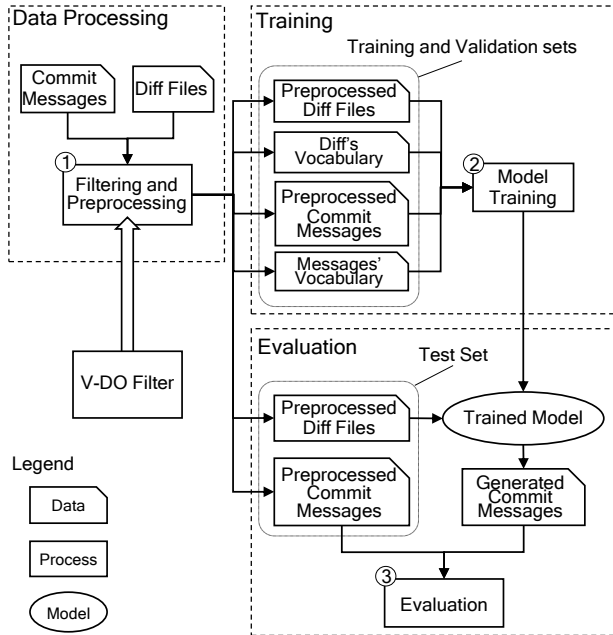 Data Processing
Commit
Messages
Diff Files
1
Filtering and
Preprocessing
V-DO Filter
Legend
Data
Process
Model
Training
Training and Validation sets
Preprocessed
Diff Files
Diff's
Vocabulary
Preprocessed
Commit
Messages
Messages'
Vocabulary
2
Model
Training
Evaluation
Test Set
Preprocessed
Diff Files
Preprocessed
Commit
Messages
Trained Model
Generated
Commit
Messages
3
Evaluation